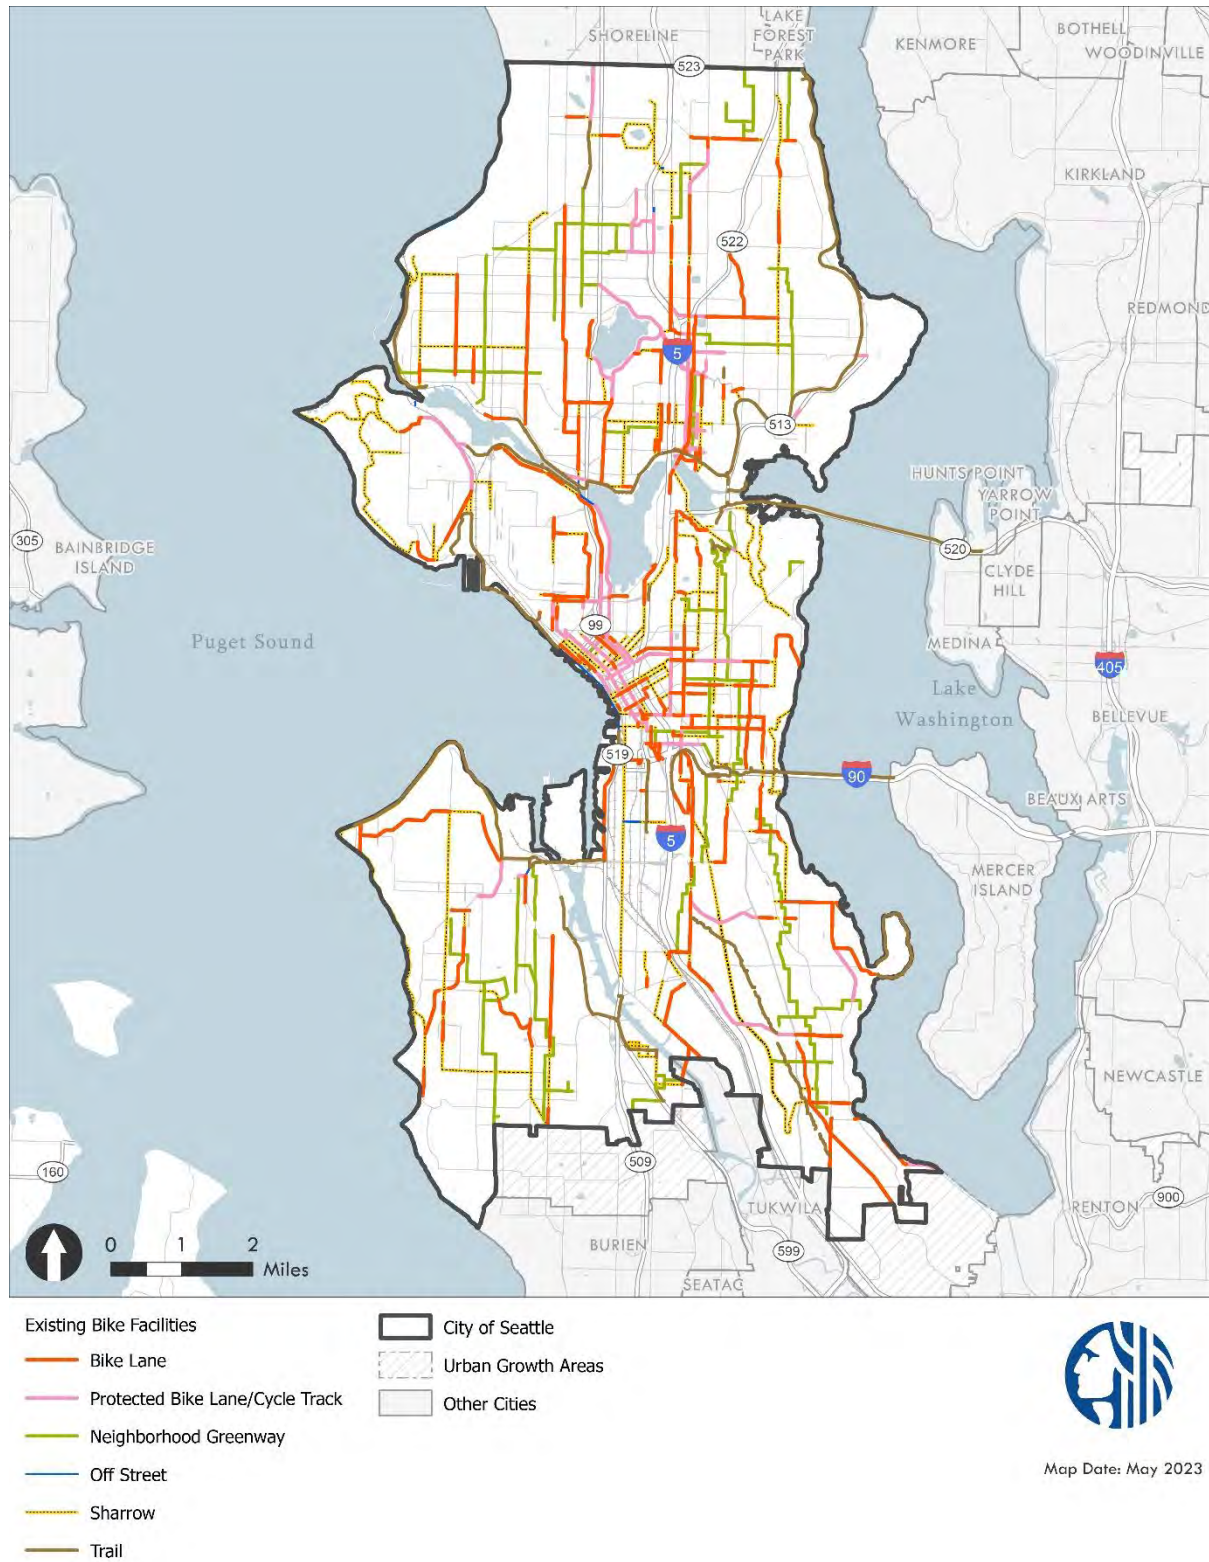 SHORELINE
LAKE
FOREST
PARK
KENMORE
BOTHELL
WOODINVILLE
523
KIRKLAND
522
REDMOND
5
513
HUNTS POINT
YARROW
POINT
305
BAINBRIDGE
ISLAND
520
CLYDE
HILL
99
Puget Sound
MEDINA
405
Lake
Washington
BELLEVUE
519
90
BEAUX ARTS
5
MERCER
ISLAND
NEWCASTLE
160
509
TUKWILA
RENTON
900
BURIEN
599
SEATAC
0 1 2
Miles
Existing Bike Facilities
Bike Lane
Protected Bike Lane/Cycle Track
Neighborhood Greenway
Off Street
Sharrow
Trail
City of Seattle
Urban Growth Areas
Other Cities
Map Date: May 2023